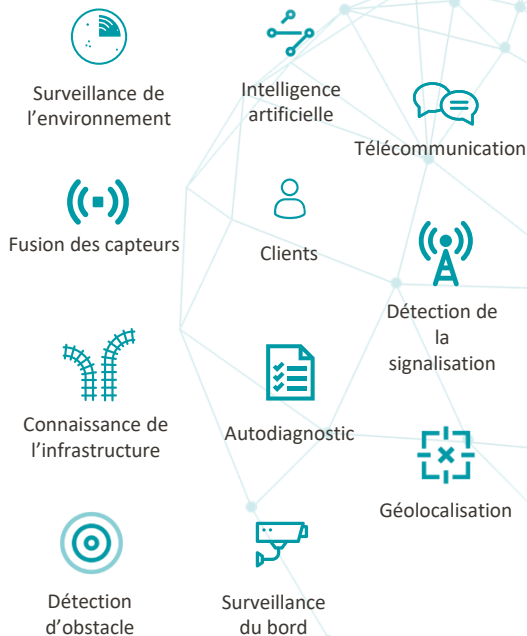 Surveillance de
l’environnement
Intelligence
artificielle
Télécommunication
Fusion des capteurs
Clients
Détection de
la
signalisation
Connaissance de
l’infrastructure
Autodiagnostic
Géolocalisation
Détection
d’obstacle
Surveillance
du bord